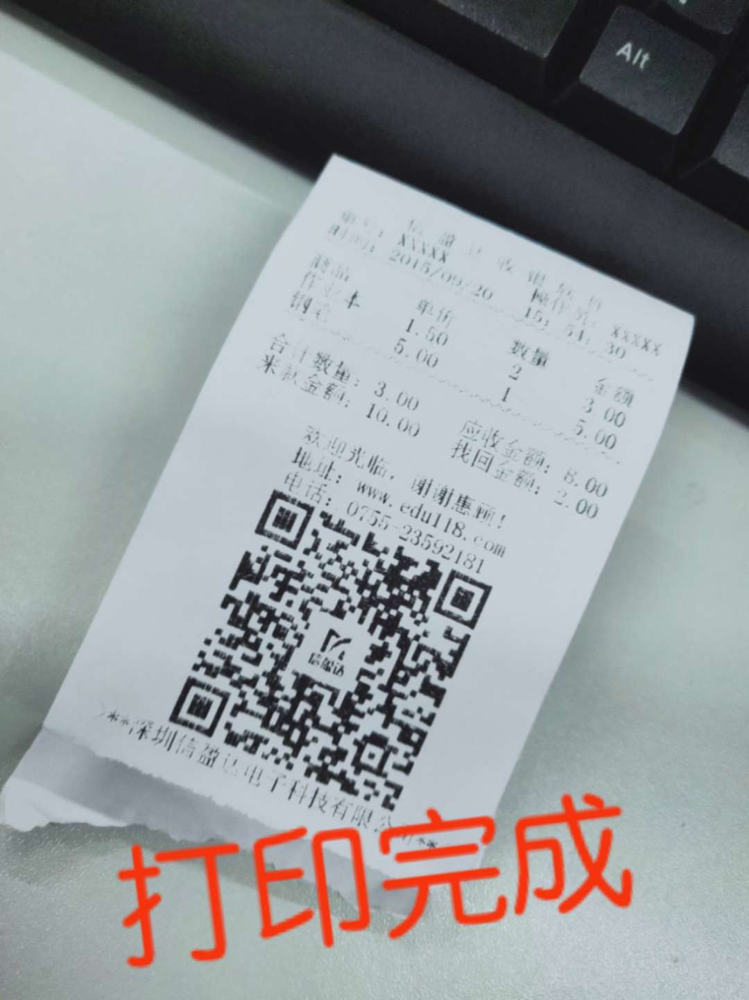 Alt
信盈达收银软件
单号: XXXXX 操作员: XXXXX
时间: 2015/09/20 15:54:30
商品 单价 数量 金额
作业本 1.50 2 3.00
钢笔 5.00 1 5.00
合计数量: 3.00 应收金额: 8.00
来款金额: 10.00 找回金额: 2.00
欢迎光临,谢谢惠顾!
地址: www.edu118.com
电话: 0755-23592181
信盈达
***深圳信盈达电子科技有限公司***
打印完成